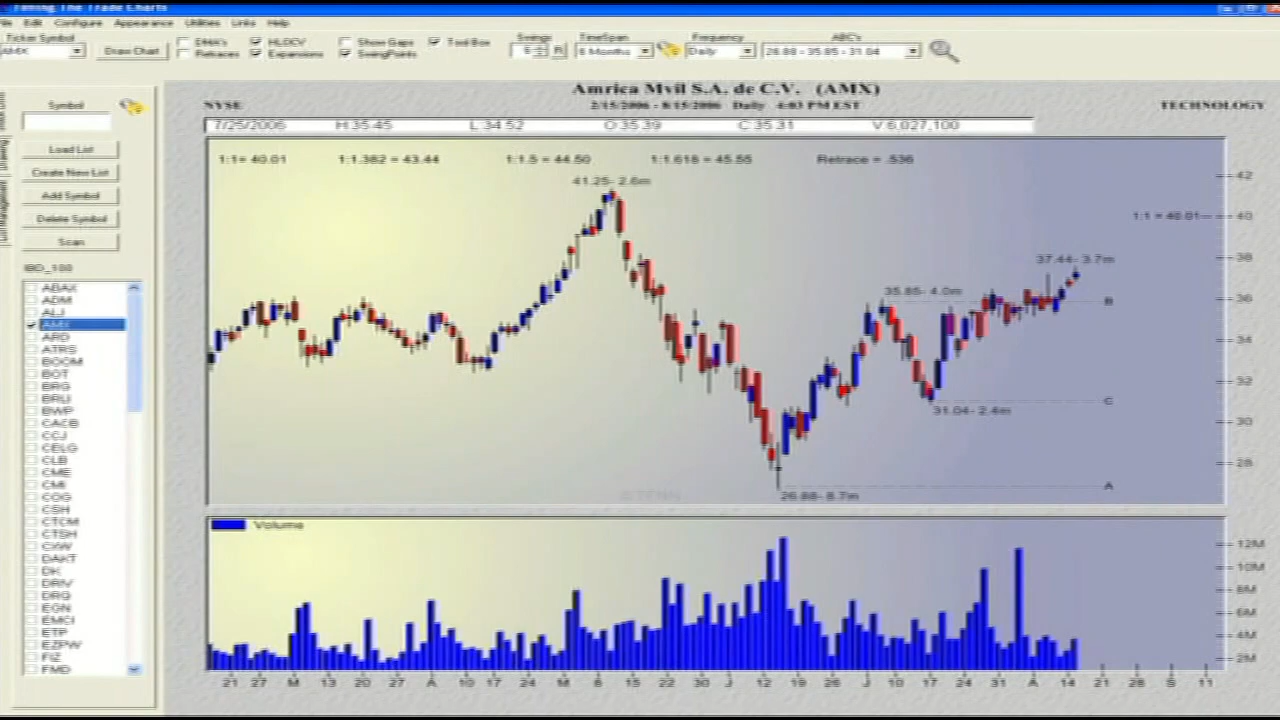 Timing The Trade Charts
File Edit Configure Appearance Utilities Links Help
Ticker Symbol
AMX
Draw Chart
DMA's
HLOCV
Show Gaps
Tool Box
Retraces
Expansions
SwingPoints
Swings
5
R
TimeSpan
6 Months
Frequency
Daily
ABC's
26.88 - 35.85 - 31.04
Amrica Mvil S.A. de C.V. (AMX)
NYSE
2/15/2006 - 8/15/2006 Daily 4:03 PM EST
TECHNOLOGY
7/25/2006 H:35.45 L:34.52 O:35.39 C:35.31 V:6,027,100
1:1= 40.01 1:1.382 = 43.44 1:1.5 = 44.50 1:1.618 = 45.55 Retrace = .536
Symbol
Load List
Create New List
Add Symbol
Delete Symbol
Scan
IBD_100
ABAX
ADM
ALJ
AMX
ARD
ATRS
BOOM
BOT
BRG
BRLI
BWP
CACB
CCJ
CELG
CLB
CME
CMI
COG
CSH
CTCM
CTSH
CXW
DAKT
DK
DRIV
DRQ
EGN
EMCI
ETP
EZPW
FIZ
FMD
41.25- 2.6m
42
1:1 = 40.01
40
37.44- 3.7m
38
35.85- 4.0m
36
B
34
32
C
31.04- 2.4m
30
28
A
26.88- 8.7m
Volume
12M
10M
8M
6M
4M
2M
21 27 M 13 20 27 A 10 17 24 M 8 15 22 30 J 12 19 26 J 10 17 24 31 A 14 21 28 S 11